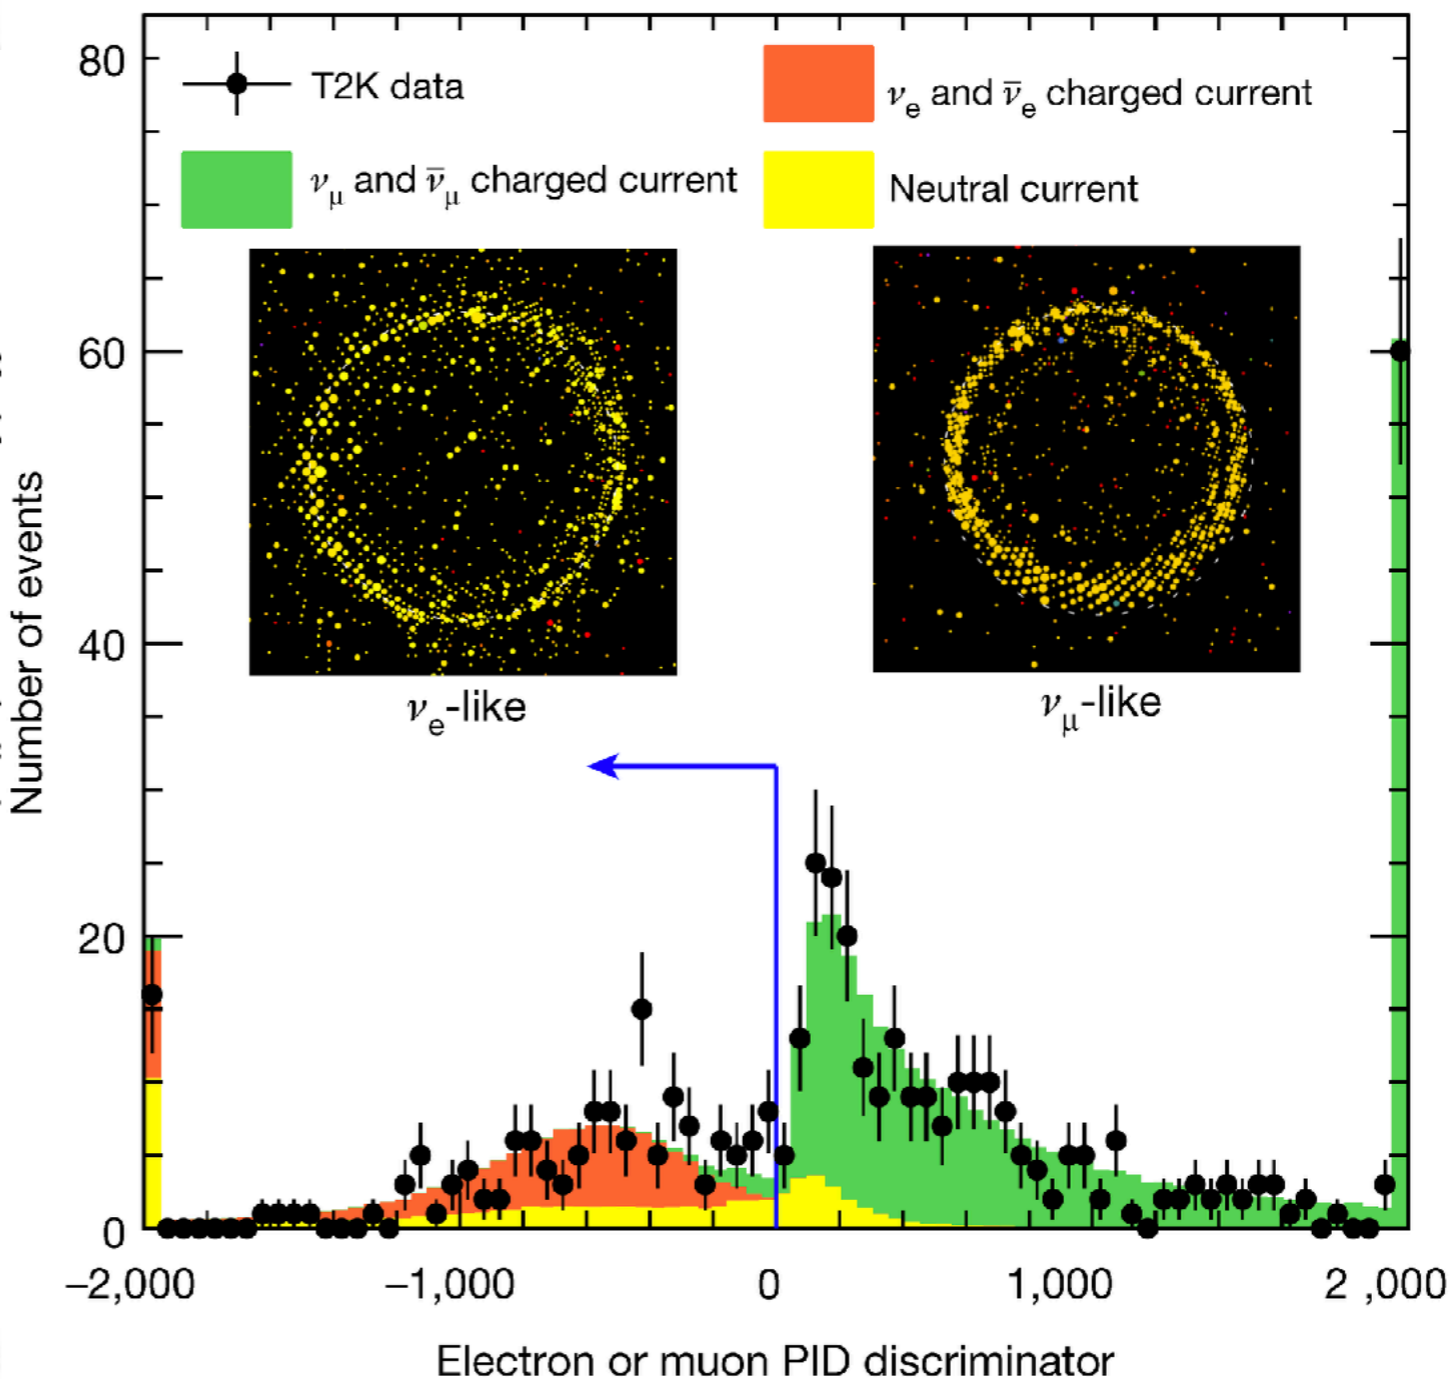 80
60
40
20
0
Number of events
T2K data
νe and ν̄e charged current
νμ and ν̄μ charged current
Neutral current
νe-like
νμ-like
–2,000
–1,000
0
1,000
2 ,000
Electron or muon PID discriminator